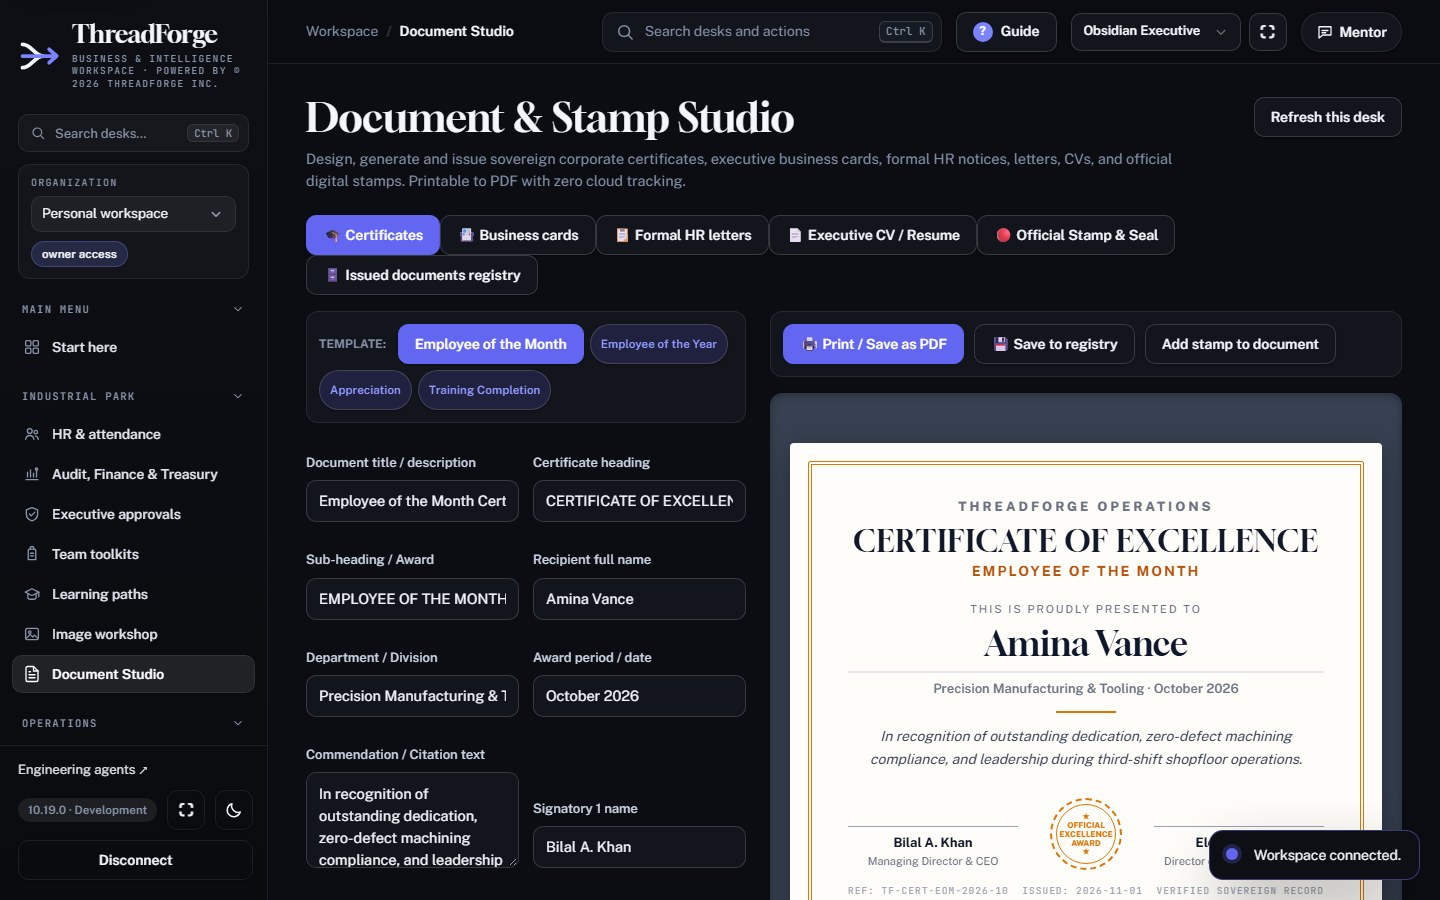 ThreadForge
BUSINESS & INTELLIGENCE
WORKSPACE · POWERED BY ©
2026 THREADFORGE INC.
Search desks...
Ctrl K
ORGANIZATION
Personal workspace
owner access
MAIN MENU
Start here
INDUSTRIAL PARK
HR & attendance
Audit, Finance & Treasury
Executive approvals
Team toolkits
Learning paths
Image workshop
Document Studio
OPERATIONS
Engineering agents ↗
10.19.0 · Development
Disconnect
Workspace / Document Studio
Search desks and actions
Ctrl K
? Guide
Obsidian Executive
Mentor
Document & Stamp Studio
Refresh this desk
Design, generate and issue sovereign corporate certificates, executive business cards, formal HR notices, letters, CVs, and official
digital stamps. Printable to PDF with zero cloud tracking.
Certificates
Business cards
Formal HR letters
Executive CV / Resume
Official Stamp & Seal
Issued documents registry
TEMPLATE:
Employee of the Month
Employee of the Year
Appreciation
Training Completion
Document title / description
Employee of the Month Cert
Certificate heading
CERTIFICATE OF EXCELLEN
Sub-heading / Award
EMPLOYEE OF THE MONTH
Recipient full name
Amina Vance
Department / Division
Precision Manufacturing & T
Award period / date
October 2026
Commendation / Citation text
In recognition of
outstanding dedication,
zero-defect machining
compliance, and leadership
Signatory 1 name
Bilal A. Khan
Print / Save as PDF
Save to registry
Add stamp to document
THREADFORGE OPERATIONS
CERTIFICATE OF EXCELLENCE
EMPLOYEE OF THE MONTH
THIS IS PROUDLY PRESENTED TO
Amina Vance
Precision Manufacturing & Tooling · October 2026
In recognition of outstanding dedication, zero-defect machining
compliance, and leadership during third-shift shopfloor operations.
Bilal A. Khan
Managing Director & CEO
★
OFFICIAL
EXCELLENCE
AWARD
★
El
Director
REF: TF-CERT-EOM-2026-10
ISSUED: 2026-11-01
VERIFIED SOVEREIGN RECORD
Workspace connected.